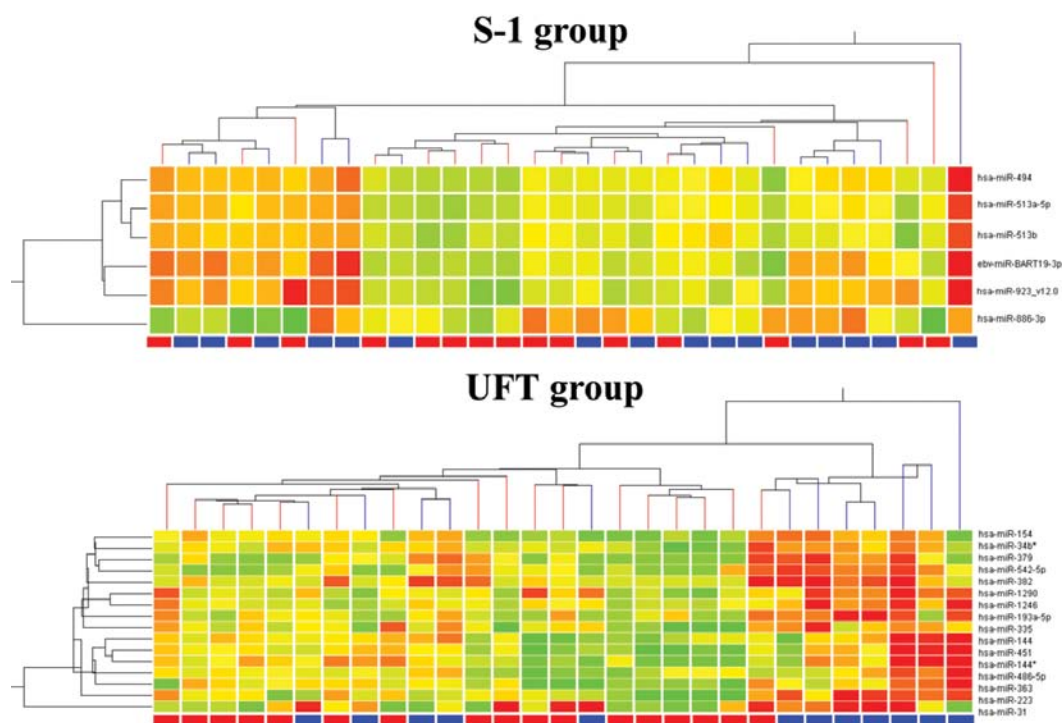 S-1 group
hsa-miR-494
hsa-miR-513a-5p
hsa-miR-513b
ebv-miR-BART19-3p
hsa-miR-923_v12.0
hsa-miR-886-3p
UFT group
hsa-miR-154
hsa-miR-34b*
hsa-miR-379
hsa-miR-542-5p
hsa-miR-382
hsa-miR-1290
hsa-miR-1246
hsa-miR-193a-5p
hsa-miR-335
hsa-miR-144
hsa-miR-451
hsa-miR-144*
hsa-miR-486-5p
hsa-miR-363
hsa-miR-223
hsa-miR-31